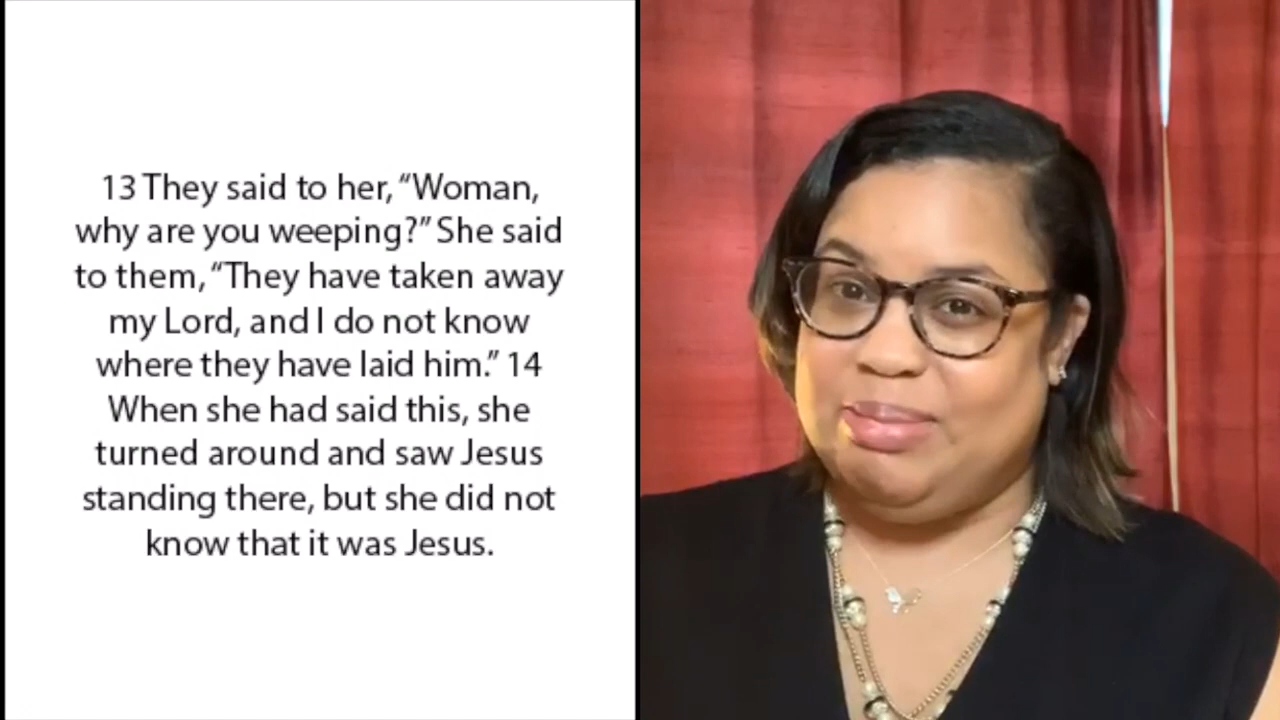 13 They said to her, “Woman,
why are you weeping?” She said
to them, “They have taken away
my Lord, and I do not know
where they have laid him.” 14
When she had said this, she
turned around and saw Jesus
standing there, but she did not
know that it was Jesus.